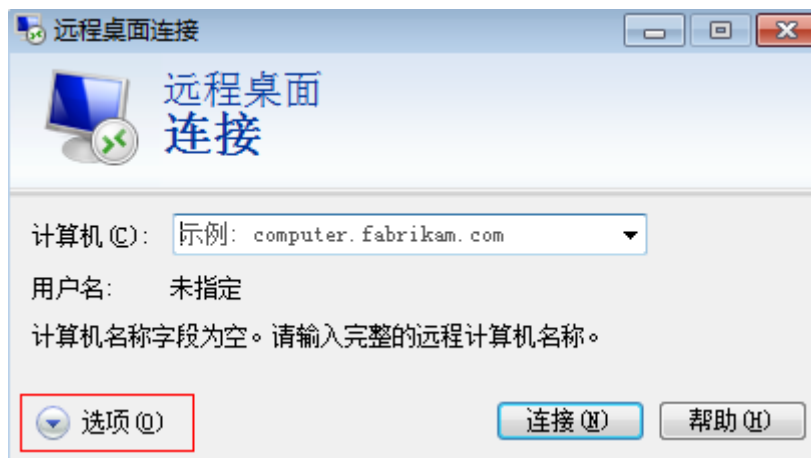 远程桌面连接
远程桌面
连接
计算机(C): 示例: computer.fabrikam.com
用户名: 未指定
计算机名称字段为空。请输入完整的远程计算机名称。
选项(O) 连接(N) 帮助(H)